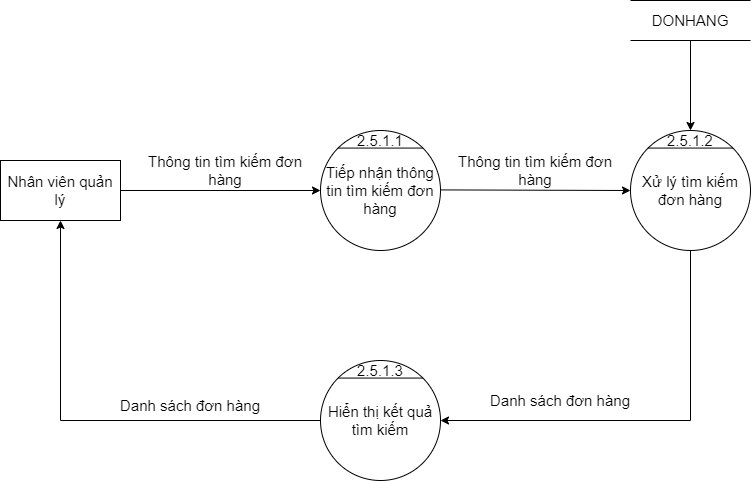 DONHANG
2.5.1.1
2.5.1.2
Thông tin tìm kiếm đơn
hàng
Thông tin tìm kiếm đơn
hàng
Nhân viên quản
lý
Tiếp nhận thông
tin tìm kiếm đơn
hàng
Xử lý tìm kiếm
đơn hàng
2.5.1.3
Danh sách đơn hàng
Hiển thị kết quả
tìm kiếm
Danh sách đơn hàng